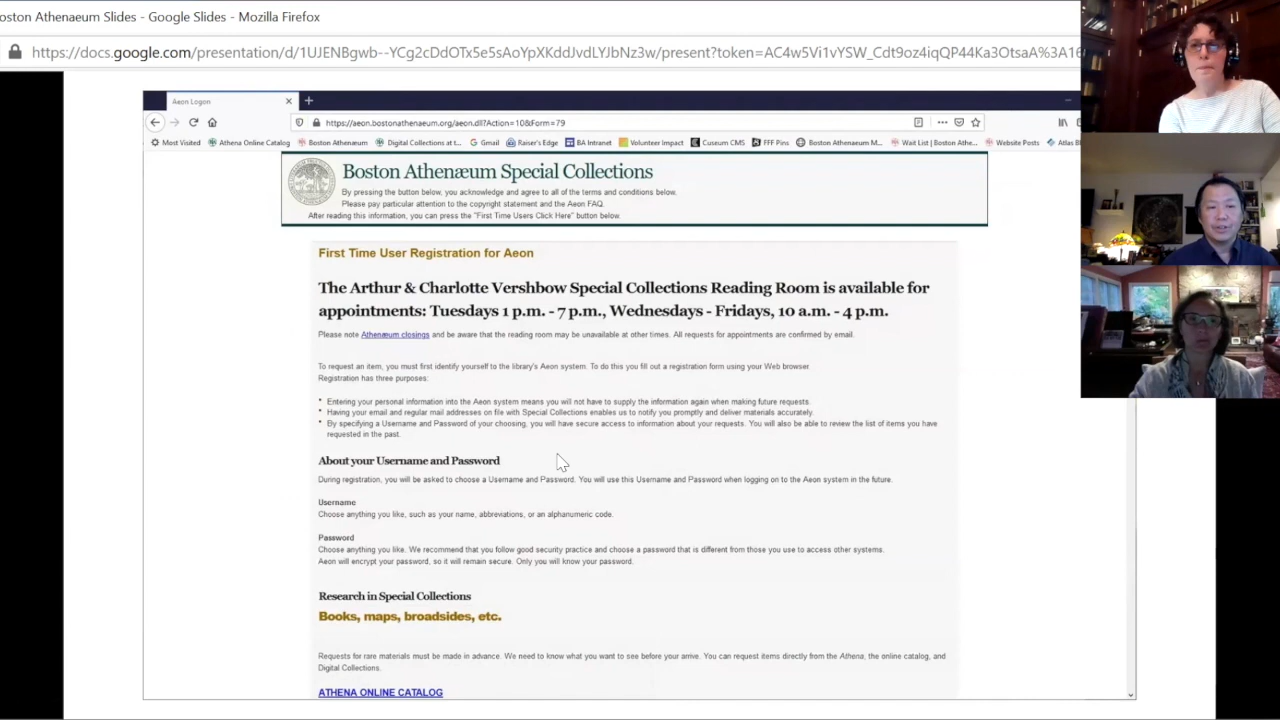 oston Athenaeum Slides - Google Slides - Mozilla Firefox
https://docs.google.com/presentation/d/1UJENBgwb--YCg2cDdOTx5e5sAoYpXKddJvdLYJbNz3w/present?token=AC4w5Vi1vYSW_Cdt9oz4iqQP44Ka3OtsaA%3A16
Aeon Logon
https://aeon.bostonathenaeum.org/aeon.dll?Action=10&Form=79
Most Visited Athena Online Catalog Boston Athenæum Digital Collections at t... Gmail Raiser's Edge BA Intranet Volunteer Impact Cuseum CMS FFF Pins Boston Athenaeum M... Wait List | Boston Athe... Website Posts Atlas Bl
Boston Athenæum Special Collections
By pressing the button below, you acknowledge and agree to all of the terms and conditions below.
Please pay particular attention to the copyright statement and the Aeon FAQ.
After reading this information, you can press the "First Time Users Click Here" button below.
First Time User Registration for Aeon
The Arthur & Charlotte Vershbow Special Collections Reading Room is available for
appointments: Tuesdays 1 p.m. - 7 p.m., Wednesdays - Fridays, 10 a.m. - 4 p.m.
Please note Athenæum closings and be aware that the reading room may be unavailable at other times. All requests for appointments are confirmed by email.
To request an item, you must first identify yourself to the library's Aeon system. To do this you fill out a registration form using your Web browser
Registration has three purposes:
• Entering your personal information into the Aeon system means you will not have to supply the information again when making future requests.
• Having your email and regular mail addresses on file with Special Collections enables us to notify you promptly and deliver materials accurately.
• By specifying a Username and Password of your choosing, you will have secure access to information about your requests. You will also be able to review the list of items you have
requested in the past.
About your Username and Password
During registration, you will be asked to choose a Username and Password. You will use this Username and Password when logging on to the Aeon system in the future.
Username
Choose anything you like, such as your name, abbreviations, or an alphanumeric code.
Password
Choose anything you like. We recommend that you follow good security practice and choose a password that is different from those you use to access other systems.
Aeon will encrypt your password, so it will remain secure. Only you will know your password.
Research in Special Collections
Books, maps, broadsides, etc.
Requests for rare materials must be made in advance. We need to know what you want to see before your arrive. You can request items directly from the Athena, the online catalog, and
Digital Collections.
ATHENA ONLINE CATALOG